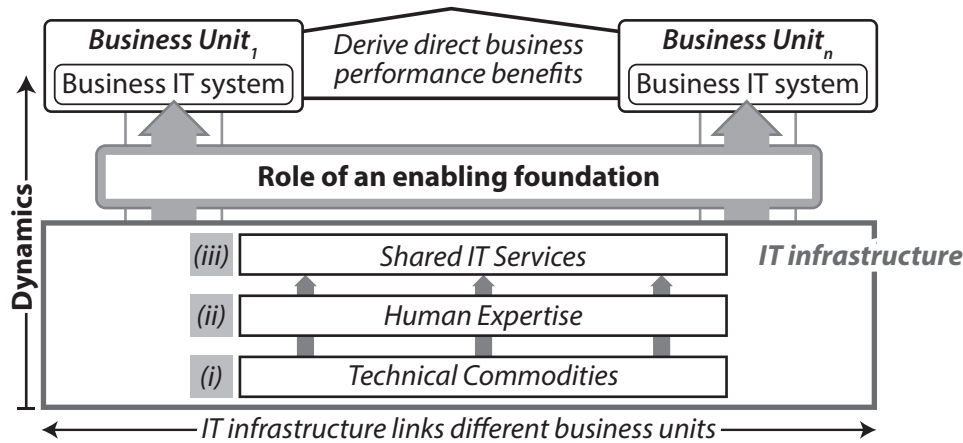 Business Unit1
Business IT system
Derive direct business
performance benefits
Business Unitn
Business IT system
Role of an enabling foundation
Dynamics
IT infrastructure
(iii) Shared IT Services
(ii) Human Expertise
(i) Technical Commodities
IT infrastructure links different business units